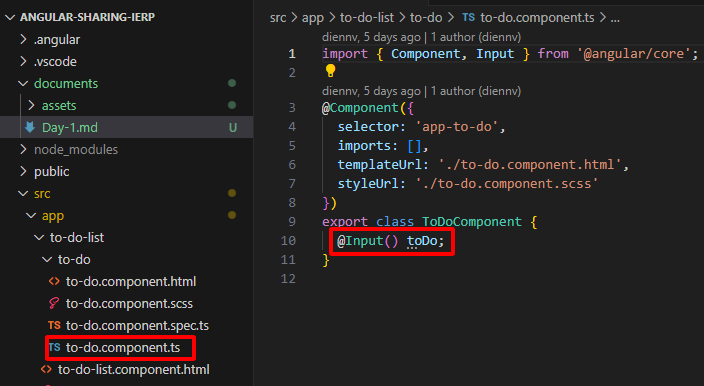 ANGULAR-SHARING-IERP
.angular
.vscode
documents
assets
Day-1.md U
node_modules
public
src
app
to-do-list
to-do
to-do.component.html
to-do.component.scss
TS to-do.component.spec.ts
TS to-do.component.ts
to-do-list.component.html
src > app > to-do-list > to-do > TS to-do.component.ts > ...
diennv, 5 days ago | 1 author (diennv)
1 import { Component, Input } from '@angular/core';
2
diennv, 5 days ago | 1 author (diennv)
3 @Component({
4 selector: 'app-to-do',
5 imports: [],
6 templateUrl: './to-do.component.html',
7 styleUrl: './to-do.component.scss'
8 })
9 export class ToDoComponent {
10 @Input() toDo;
11 }
12